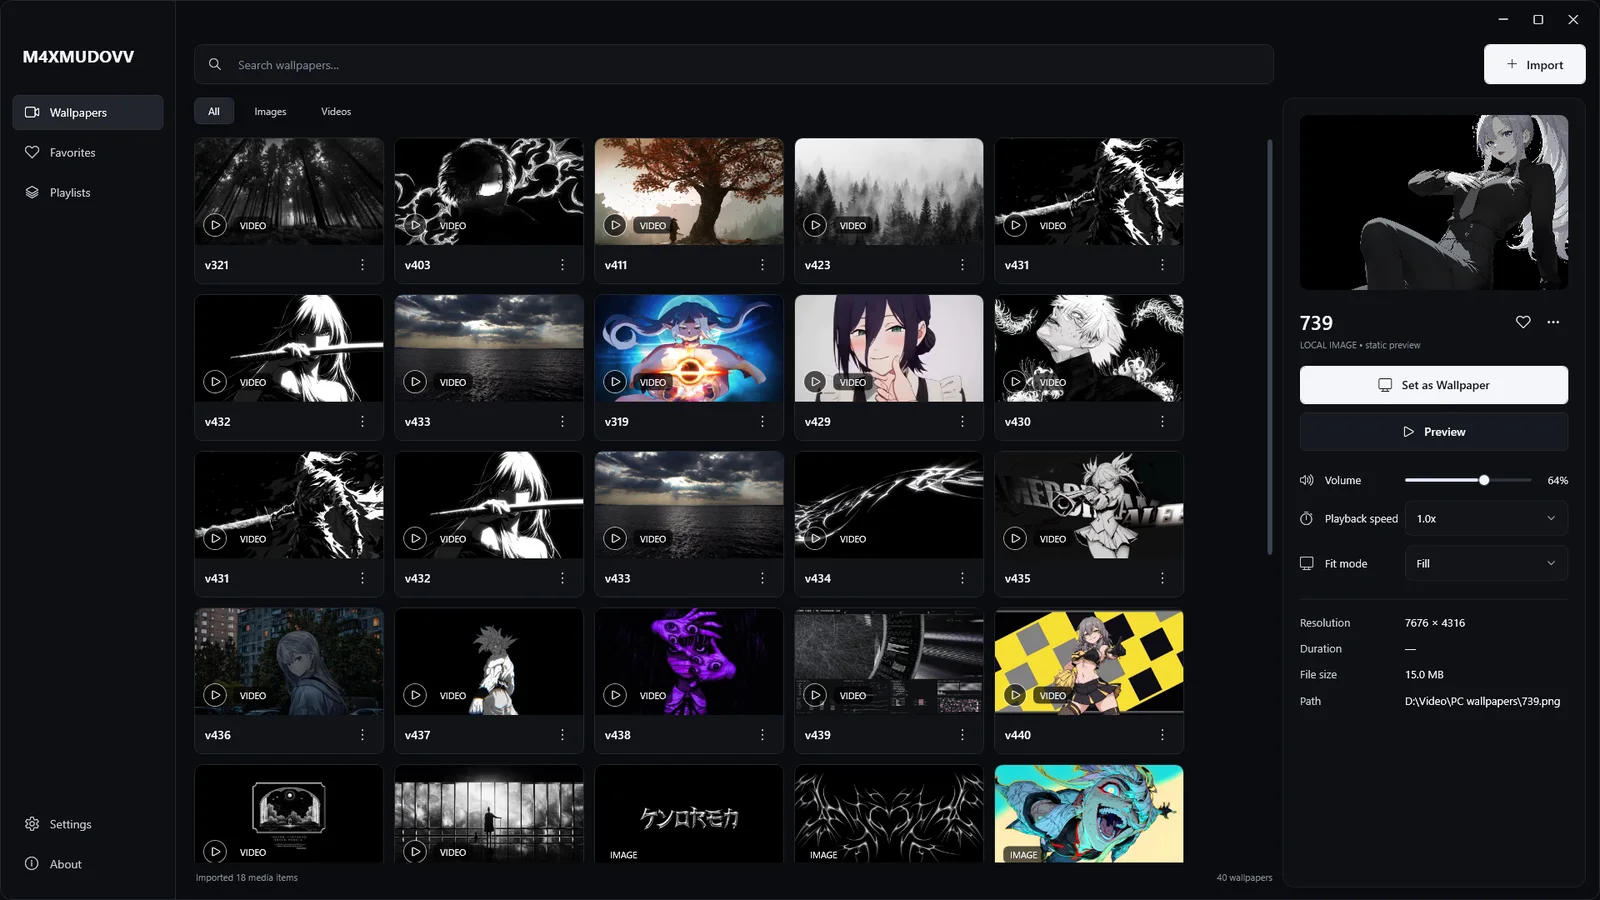 M4XMUDOVV
Wallpapers
Favorites
Playlists
Settings
About
Search wallpapers...
Import
All
Images
Videos
VIDEO
VIDEO
VIDEO
VIDEO
VIDEO
v321
v403
v411
v423
v431
VIDEO
VIDEO
VIDEO
VIDEO
VIDEO
v432
v433
v319
v429
v430
VIDEO
VIDEO
VIDEO
VIDEO
VIDEO
v431
v432
v433
v434
v435
VIDEO
VIDEO
VIDEO
VIDEO
VIDEO
v436
v437
v438
v439
v440
VIDEO
VIDEO
IMAGE
IMAGE
IMAGE
Imported 18 media items
40 wallpapers
739
LOCAL IMAGE • static preview
Set as Wallpaper
Preview
Volume
64%
Playback speed
1.0x
Fit mode
Fill
Resolution
7676 × 4316
Duration
—
File size
15.0 MB
Path
D:\Video\PC wallpapers\739.png